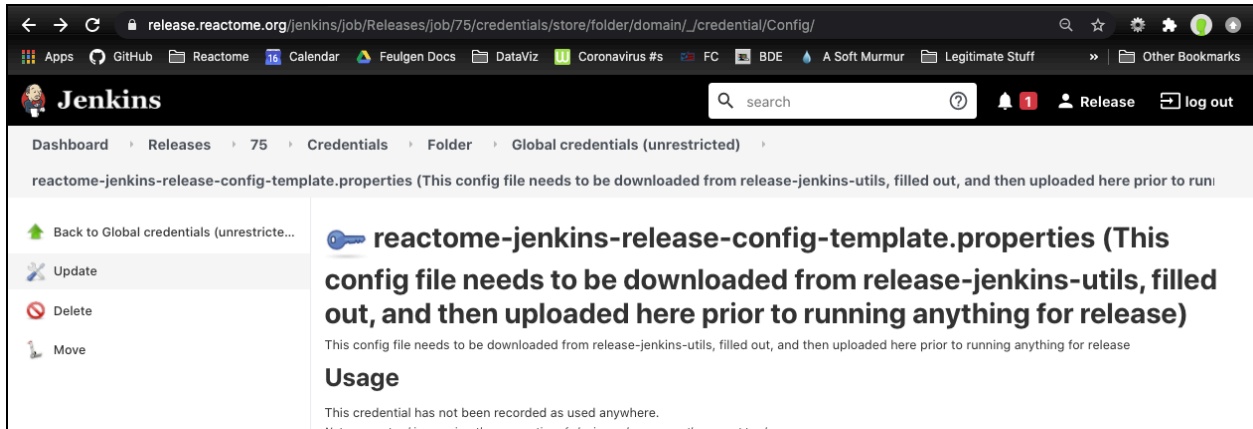 release.reactome.org/jenkins/job/Releases/job/75/credentials/store/folder/domain/_/credential/Config/
Apps GitHub Reactome 16 Calendar Feulgen Docs DataViz Coronavirus #s FC BDE A Soft Murmur Legitimate Stuff » Other Bookmarks
Jenkins search 1 Release log out
Dashboard Releases 75 Credentials Folder Global credentials (unrestricted)
reactome-jenkins-release-config-template.properties (This config file needs to be downloaded from release-jenkins-utils, filled out, and then uploaded here prior to run
Back to Global credentials (unrestricte...
Update
Delete
Move
reactome-jenkins-release-config-template.properties (This
config file needs to be downloaded from release-jenkins-utils, filled
out, and then uploaded here prior to running anything for release)
This config file needs to be downloaded from release-jenkins-utils, filled out, and then uploaded here prior to running anything for release
Usage
This credential has not been recorded as used anywhere.